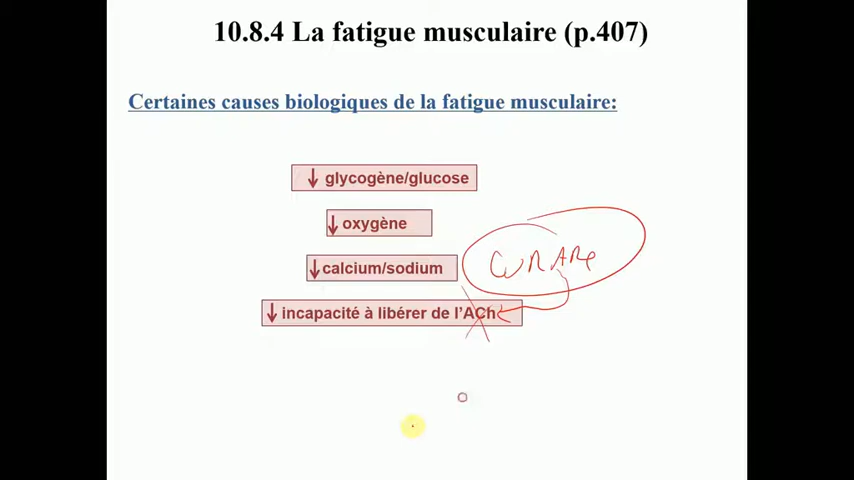 10.8.4 La fatigue musculaire (p.407)
Certaines causes biologiques de la fatigue musculaire:
↓ glycogène/glucose
↓ oxygène
↓ calcium/sodium
CURARe
↓ incapacité à libérer de l'ACh